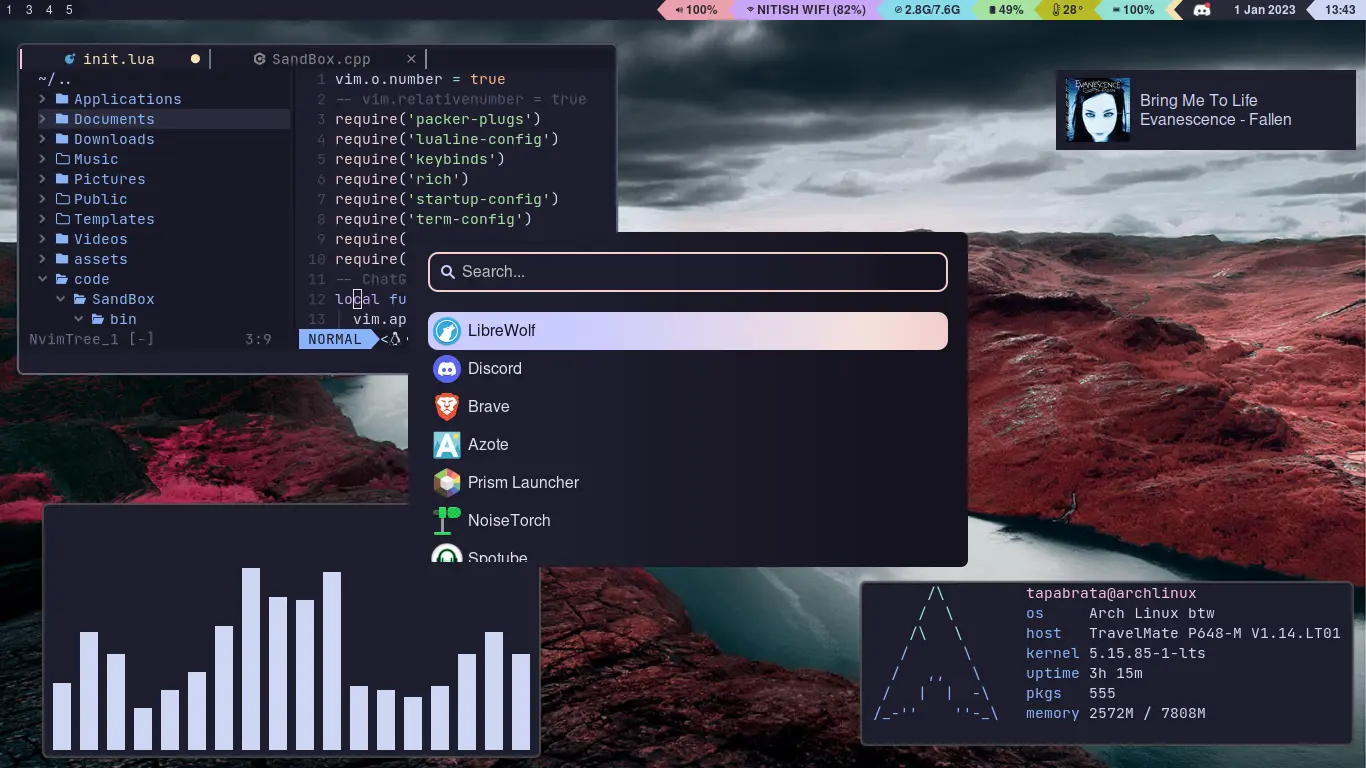 1 3 4 5
100%
NITISH WIFI (82%)
2.8G/7.6G
49%
28°
100%
1 Jan 2023
13:43
init.lua
SandBox.cpp
~/..
Applications
Documents
Downloads
Music
Pictures
Public
Templates
Videos
assets
code
SandBox
bin
NvimTree_1 [-]
3:9
1 vim.o.number = true
2 -- vim.relativenumber = true
3 require('packer-plugs')
4 require('lualine-config')
5 require('keybinds')
6 require('rich')
7 require('startup-config')
8 require('term-config')
9 require(
10 require(
11 -- ChatG
12 local fu
13 vim.ap
NORMAL
<
EVANESCENCE
Bring Me To Life
Evanescence - Fallen
Search...
LibreWolf
Discord
Brave
Azote
Prism Launcher
NoiseTorch
Spotube
/\
/ \
/\ \
/ \
/ ,, \
/ | | -\
/_-'' ''-_\
tapabrata@archlinux
os Arch Linux btw
host TravelMate P648-M V1.14.LT01
kernel 5.15.85-1-lts
uptime 3h 15m
pkgs 555
memory 2572M / 7808M